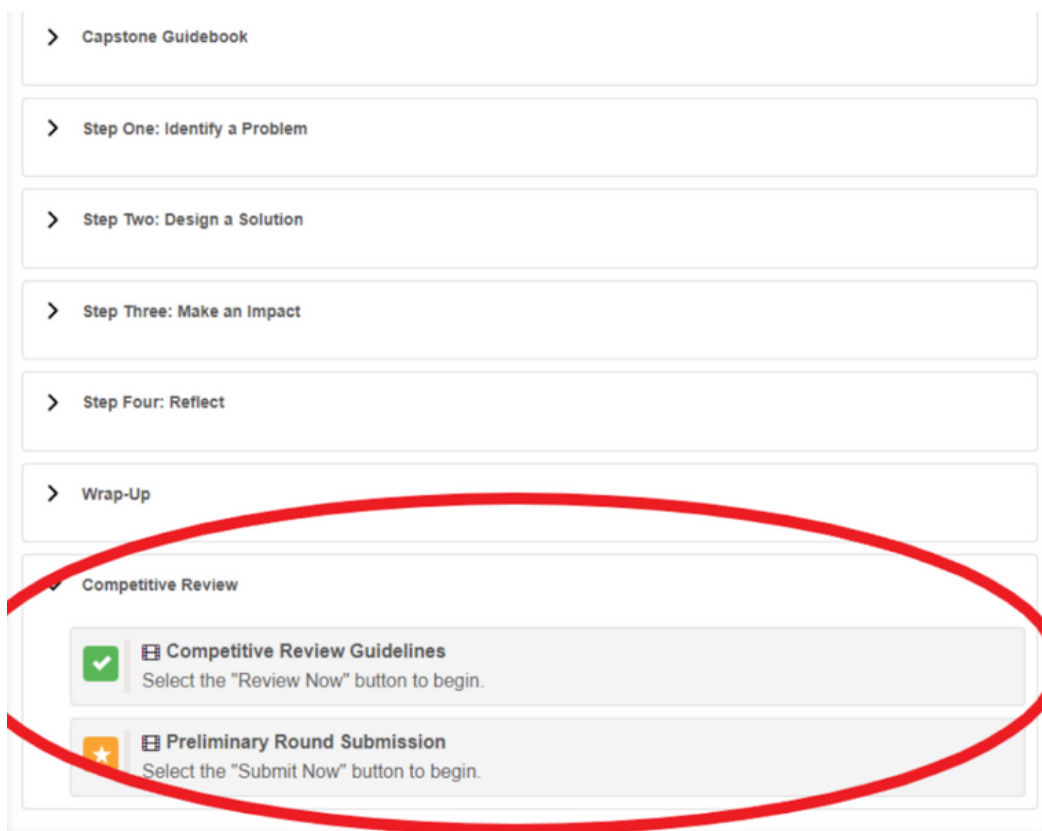 Capstone Guidebook
Step One: Identify a Problem
Step Two: Design a Solution
Step Three: Make an Impact
Step Four: Reflect
Wrap-Up
Competitive Review
Competitive Review Guidelines
Select the "Review Now" button to begin.
Preliminary Round Submission
Select the "Submit Now" button to begin.